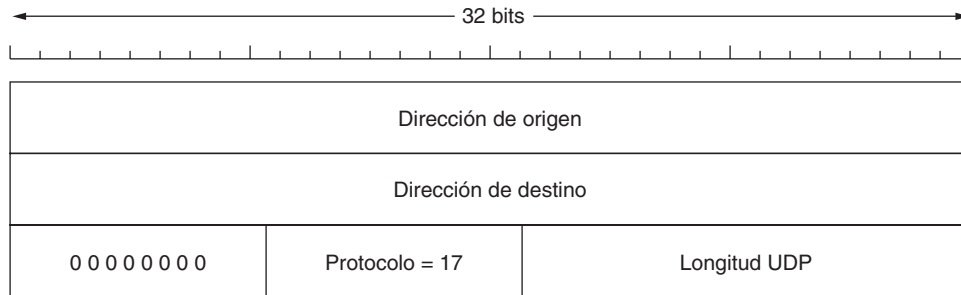 32 bits
Dirección de origen
Dirección de destino
0 0 0 0 0 0 0 0 Protocolo = 17 Longitud UDP